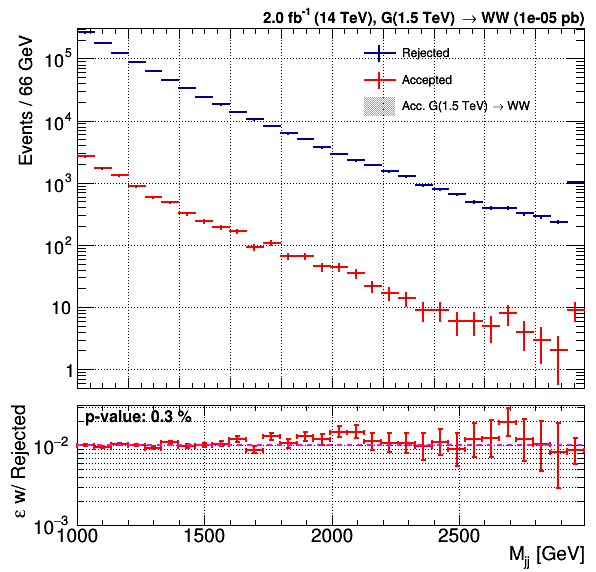 2.0 fb⁻¹ (14 TeV), G(1.5 TeV) → WW (1e-05 pb)
Events / 66 GeV
10⁵
10⁴
10³
10²
10
1
Rejected
Accepted
Acc. G(1.5 TeV) → WW
p-value: 0.3 %
ε w/ Rejected
10⁻²
10⁻³
1000 1500 2000 2500
M_jj [GeV]